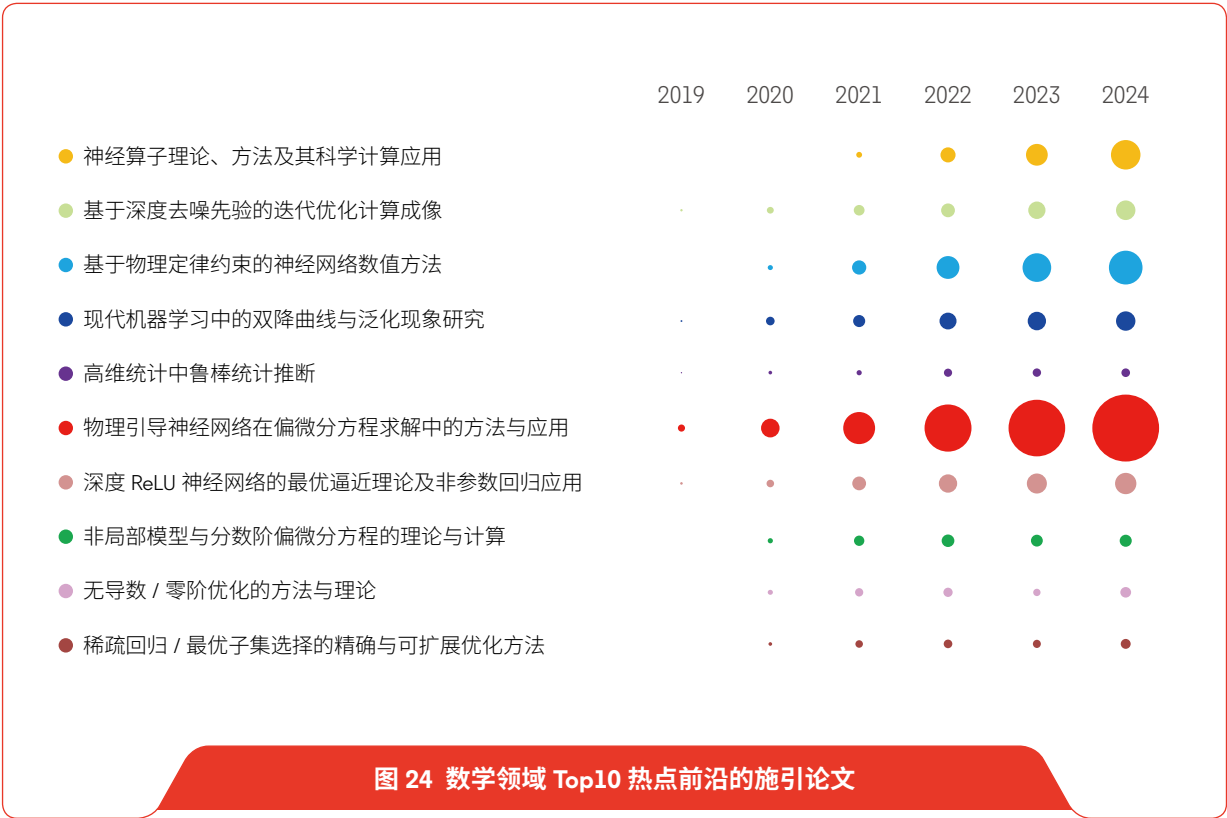 2019 2020 2021 2022 2023 2024
神经算子理论、方法及其科学计算应用
基于深度去噪先验的迭代优化计算成像
基于物理定律约束的神经网络数值方法
现代机器学习中的双降曲线与泛化现象研究
高维统计中鲁棒统计推断
物理引导神经网络在偏微分方程求解中的方法与应用
深度 ReLU 神经网络的最优逼近理论及非参数回归应用
非局部模型与分数阶偏微分方程的理论与计算
无导数 / 零阶优化的方法与理论
稀疏回归 / 最优子集选择的精确与可扩展优化方法
图 24 数学领域 Top10 热点前沿的施引论文